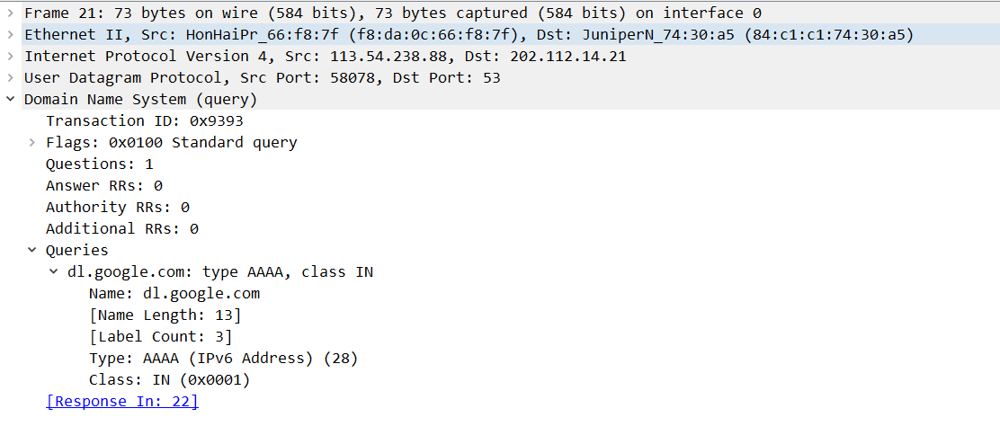 Frame 21: 73 bytes on wire (584 bits), 73 bytes captured (584 bits) on interface 0
Ethernet II, Src: HonHaiPr_66:f8:7f (f8:da:0c:66:f8:7f), Dst: JuniperN_74:30:a5 (84:c1:c1:74:30:a5)
Internet Protocol Version 4, Src: 113.54.238.88, Dst: 202.112.14.21
User Datagram Protocol, Src Port: 58078, Dst Port: 53
Domain Name System (query)
Transaction ID: 0x9393
Flags: 0x0100 Standard query
Questions: 1
Answer RRs: 0
Authority RRs: 0
Additional RRs: 0
Queries
dl.google.com: type AAAA, class IN
Name: dl.google.com
[Name Length: 13]
[Label Count: 3]
Type: AAAA (IPv6 Address) (28)
Class: IN (0x0001)
[Response In: 22]